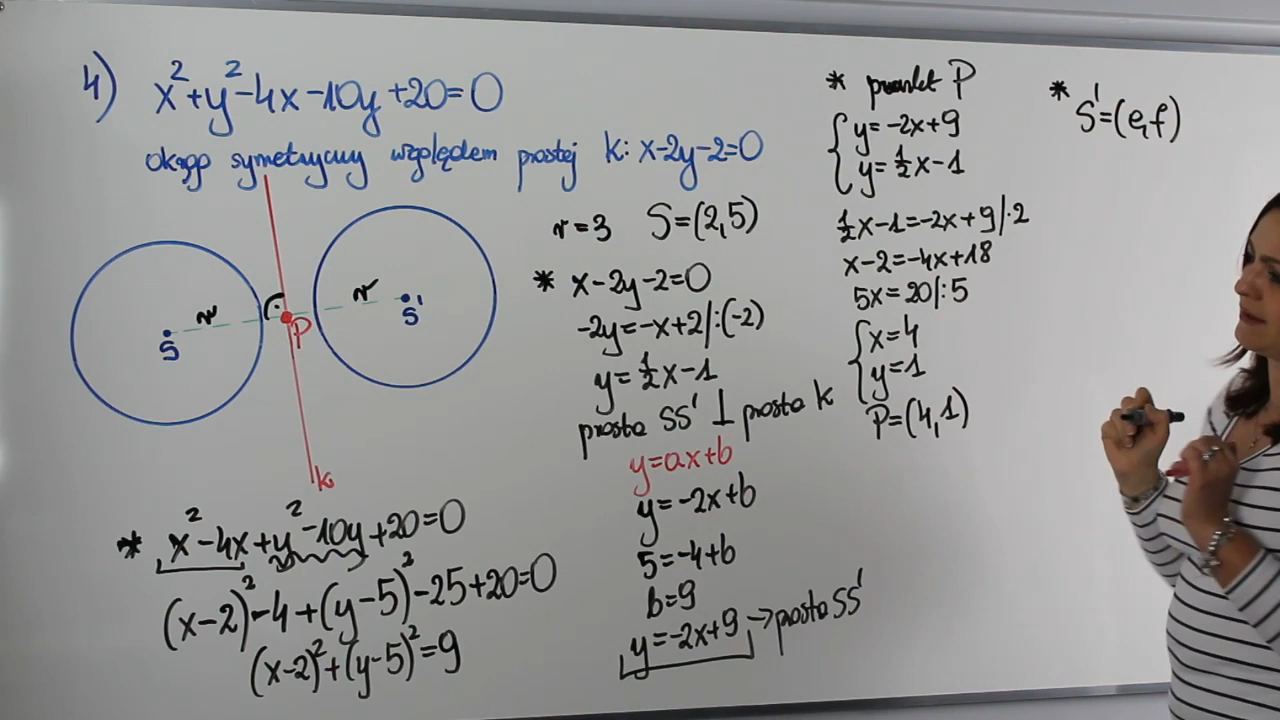 4) x²+y²-4x-10y+20=0
okrąg symetryczny względem prostej k: x-2y-2=0
r
S
P
r
S'
k
* x²-4x+y²-10y+20=0
(x-2)²-4+(y-5)²-25+20=0
(x-2)²+(y-5)²=9
r=3 S=(2,5)
* x-2y-2=0
-2y=-x+2/:(-2)
y=½x-1
prosta SS' ⊥ prosta k
y=ax+b
y=-2x+b
5=-4+b
b=9
y=-2x+9 → prosta SS'
* punkt P
{y=-2x+9
{y=½x-1
½x-1=-2x+9/·2
x-2=-4x+18
5x=20/:5
{x=4
{y=1
P=(4,1)
* S'=(e,f)